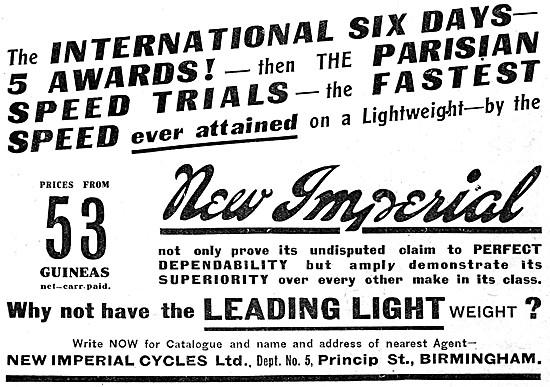 The INTERNATIONAL SIX DAYS—
5 AWARDS! — then THE PARISIAN
SPEED TRIALS — the FASTEST
SPEED ever attained on a Lightweight—by the
PRICES FROM
53
GUINEAS
net—carr. paid.
New Imperial
not only prove its undisputed claim to PERFECT
DEPENDABILITY but amply demonstrate its
SUPERIORITY over every other make in its class.
Why not have the LEADING LIGHT WEIGHT ?
Write NOW for Catalogue and name and address of nearest Agent—
NEW IMPERIAL CYCLES Ltd., Dept. No. 5, Princip St., BIRMINGHAM.